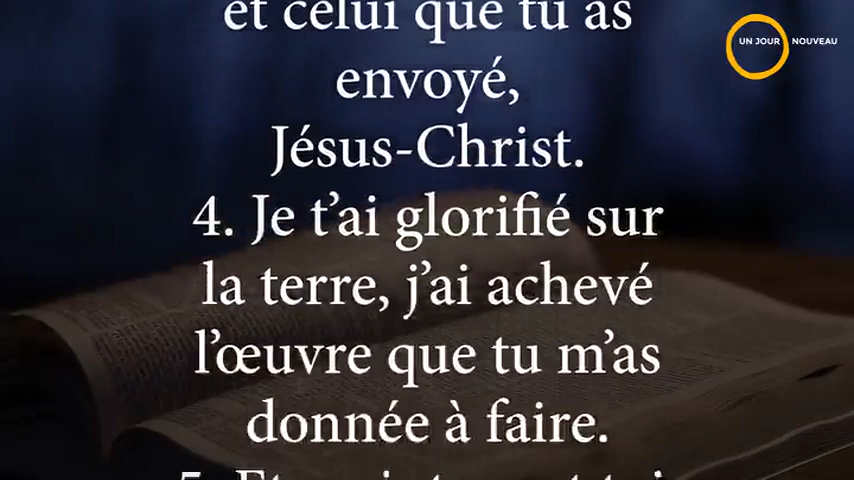 et celui que tu as
envoyé,
Jésus-Christ.
4. Je t’ai glorifié sur
la terre, j’ai achevé
l’œuvre que tu m’as
donnée à faire.
UN JOUR NOUVEAU